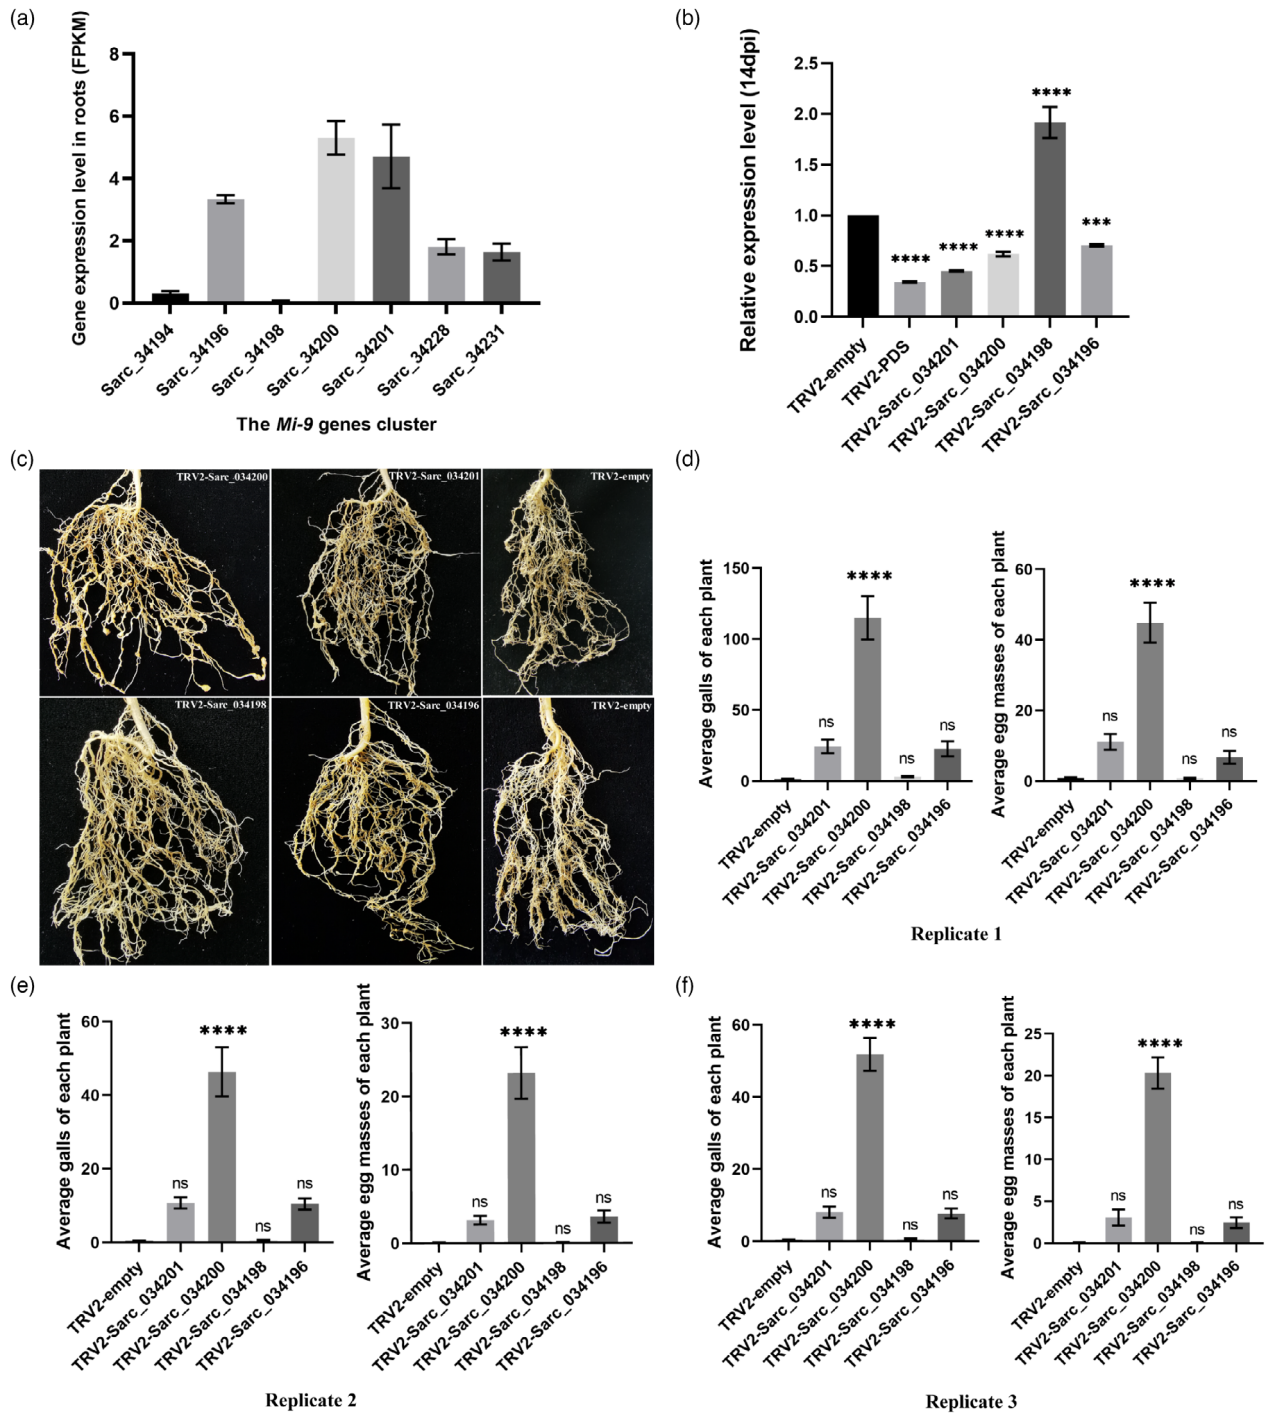 (a)
Gene expression level in roots (FPKM)
8
6
4
2
0
Sarc_34194
Sarc_34196
Sarc_34198
Sarc_34200
Sarc_34201
Sarc_34228
Sarc_34231
The Mi-9 genes cluster
(b)
Relative expression level (14dpi)
2.5
2.0
1.5
1.0
0.5
0.0
****
****
****
****
***
TRV2-empty
TRV2-PDS
TRV2-Sarc_034201
TRV2-Sarc_034200
TRV2-Sarc_034198
TRV2-Sarc_034196
(c)
TRV2-Sarc_034200
TRV2-Sarc_034201
TRV2-empty
TRV2-Sarc_034198
TRV2-Sarc_034196
TRV2-empty
(d)
Average galls of each plant
150
100
50
0
ns
****
ns
ns
TRV2-empty
TRV2-Sarc_034201
TRV2-Sarc_034200
TRV2-Sarc_034198
TRV2-Sarc_034196
Average egg masses of each plant
60
40
20
0
ns
****
ns
ns
TRV2-empty
TRV2-Sarc_034201
TRV2-Sarc_034200
TRV2-Sarc_034198
TRV2-Sarc_034196
Replicate 1
(e)
Average galls of each plant
60
40
20
0
ns
****
ns
ns
TRV2-empty
TRV2-Sarc_034201
TRV2-Sarc_034200
TRV2-Sarc_034198
TRV2-Sarc_034196
Average egg masses of each plant
30
20
10
0
ns
****
ns
ns
TRV2-empty
TRV2-Sarc_034201
TRV2-Sarc_034200
TRV2-Sarc_034198
TRV2-Sarc_034196
Replicate 2
(f)
Average galls of each plant
60
40
20
0
ns
****
ns
ns
TRV2-empty
TRV2-Sarc_034201
TRV2-Sarc_034200
TRV2-Sarc_034198
TRV2-Sarc_034196
Average egg masses of each plant
25
20
15
10
5
0
ns
****
ns
ns
TRV2-empty
TRV2-Sarc_034201
TRV2-Sarc_034200
TRV2-Sarc_034198
TRV2-Sarc_034196
Replicate 3